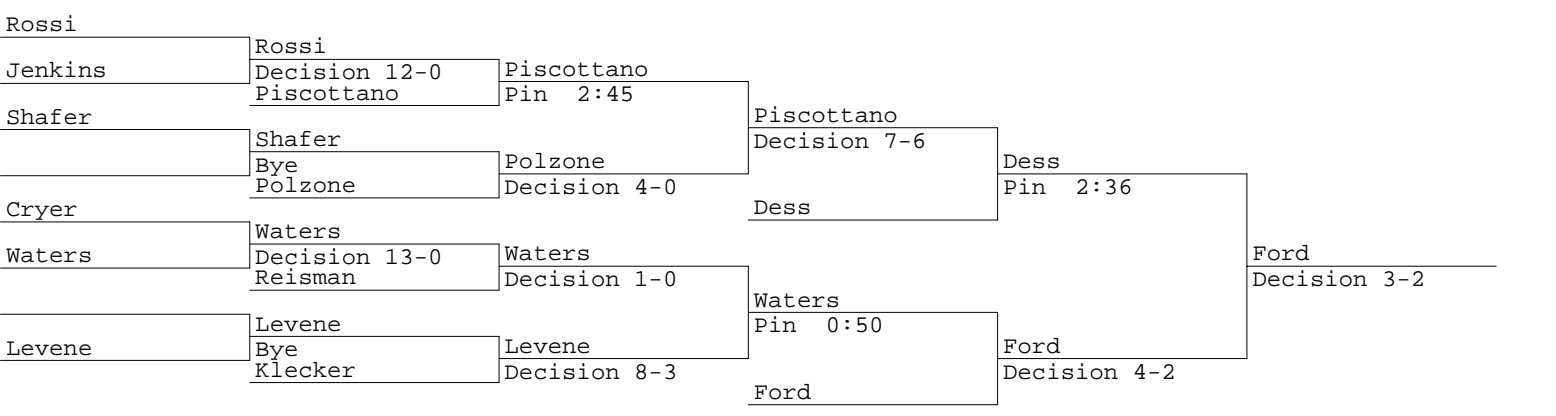 Rossi
Jenkins
Shafer
Cryer
Waters
Levene
Rossi
Decision 12-0
Piscottano
Shafer
Bye
Polzone
Waters
Decision 13-0
Reisman
Levene
Bye
Klecker
Piscottano
Pin 2:45
Polzone
Decision 4-0
Waters
Decision 1-0
Levene
Decision 8-3
Piscottano
Decision 7-6
Dess
Waters
Pin 0:50
Ford
Dess
Pin 2:36
Ford
Decision 4-2
Ford
Decision 3-2